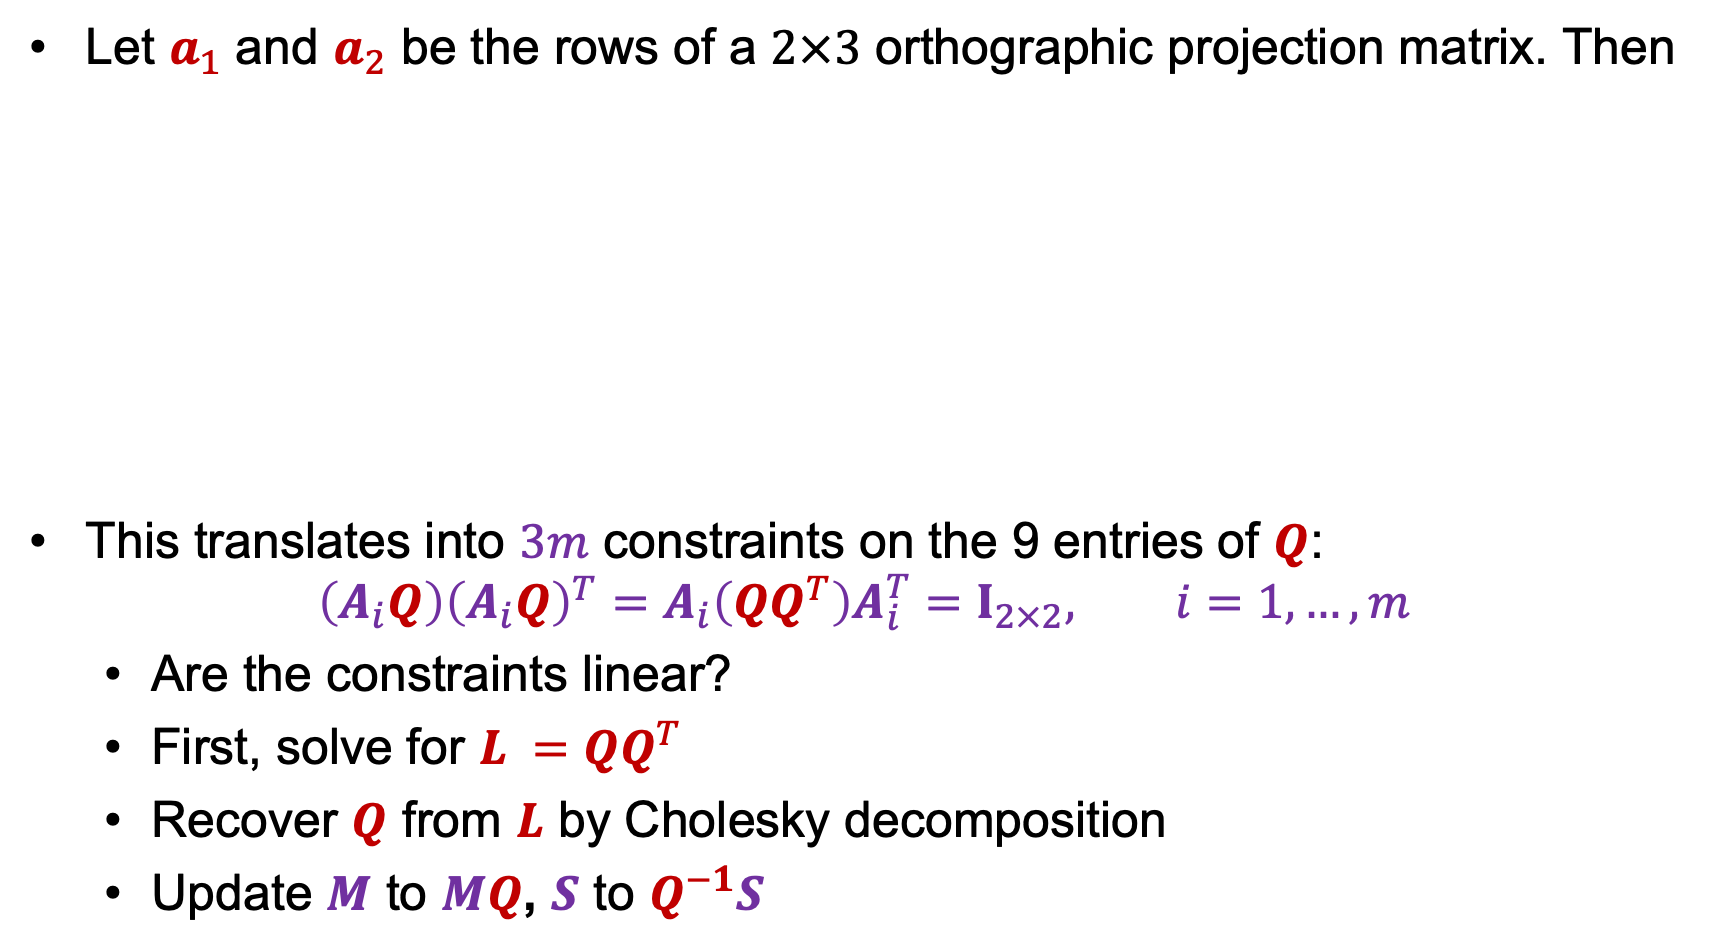 • Let 𝒂₁ and 𝒂₂ be the rows of a 2×3 orthographic projection matrix. Then
• This translates into 3𝑚 constraints on the 9 entries of 𝑸:
(𝑨ᵢ𝑸)(𝑨ᵢ𝑸)ᵀ = 𝑨ᵢ(𝑸𝑸ᵀ)𝑨ᵢᵀ = 𝐈₂ₓ₂, 𝑖 = 1, … , 𝑚
• Are the constraints linear?
• First, solve for 𝑳 = 𝑸𝑸ᵀ
• Recover 𝑸 from 𝑳 by Cholesky decomposition
• Update 𝑴 to 𝑴𝑸, 𝑺 to 𝑸⁻¹𝑺